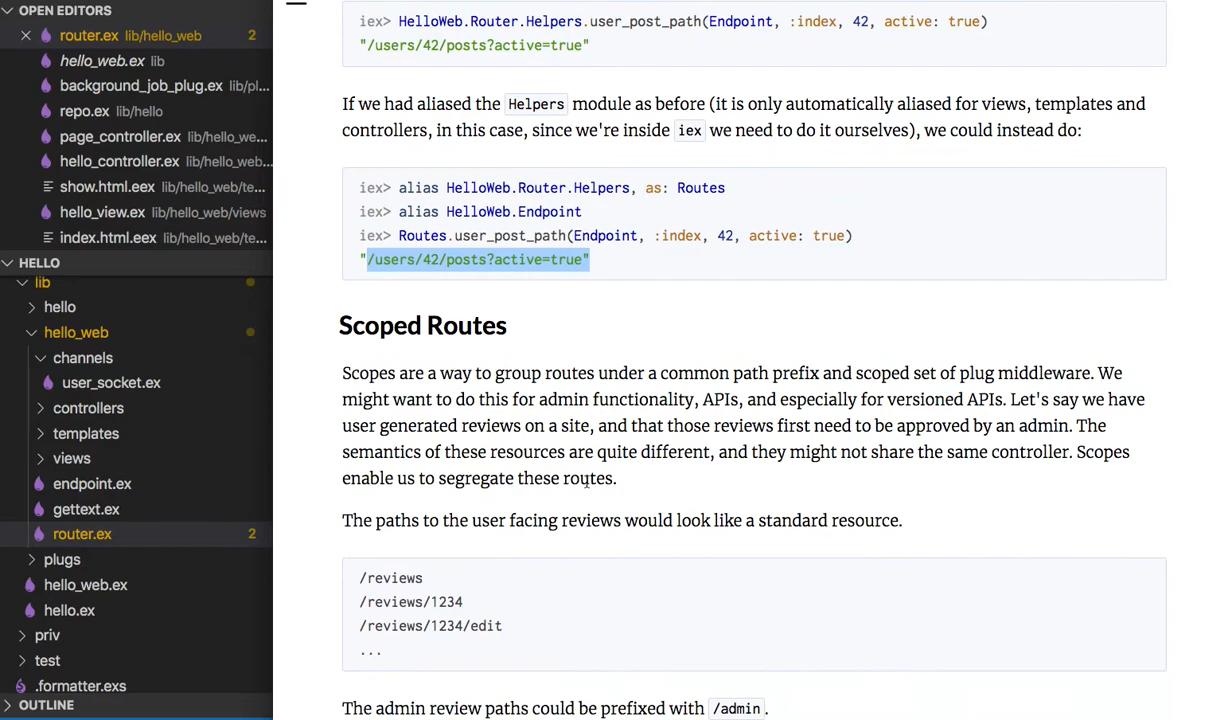 OPEN EDITORS
router.ex lib/hello_web 2
hello_web.ex lib
background_job_plug.ex lib/pl...
repo.ex lib/hello
page_controller.ex lib/hello_we...
hello_controller.ex lib/hello_web...
show.html.eex lib/hello_web/te...
hello_view.ex lib/hello_web/views
index.html.eex lib/hello_web/te...
HELLO
lib
hello
hello_web
channels
user_socket.ex
controllers
templates
views
endpoint.ex
gettext.ex
router.ex 2
plugs
hello_web.ex
hello.ex
priv
test
.formatter.exs
OUTLINE
iex> HelloWeb.Router.Helpers.user_post_path(Endpoint, :index, 42, active: true)
"/users/42/posts?active=true"
If we had aliased the Helpers module as before (it is only automatically aliased for views, templates and
controllers, in this case, since we're inside iex we need to do it ourselves), we could instead do:
iex> alias HelloWeb.Router.Helpers, as: Routes
iex> alias HelloWeb.Endpoint
iex> Routes.user_post_path(Endpoint, :index, 42, active: true)
"/users/42/posts?active=true"
Scoped Routes
Scopes are a way to group routes under a common path prefix and scoped set of plug middleware. We
might want to do this for admin functionality, APIs, and especially for versioned APIs. Let's say we have
user generated reviews on a site, and that those reviews first need to be approved by an admin. The
semantics of these resources are quite different, and they might not share the same controller. Scopes
enable us to segregate these routes.
The paths to the user facing reviews would look like a standard resource.
/reviews
/reviews/1234
/reviews/1234/edit
...
The admin review paths could be prefixed with /admin.